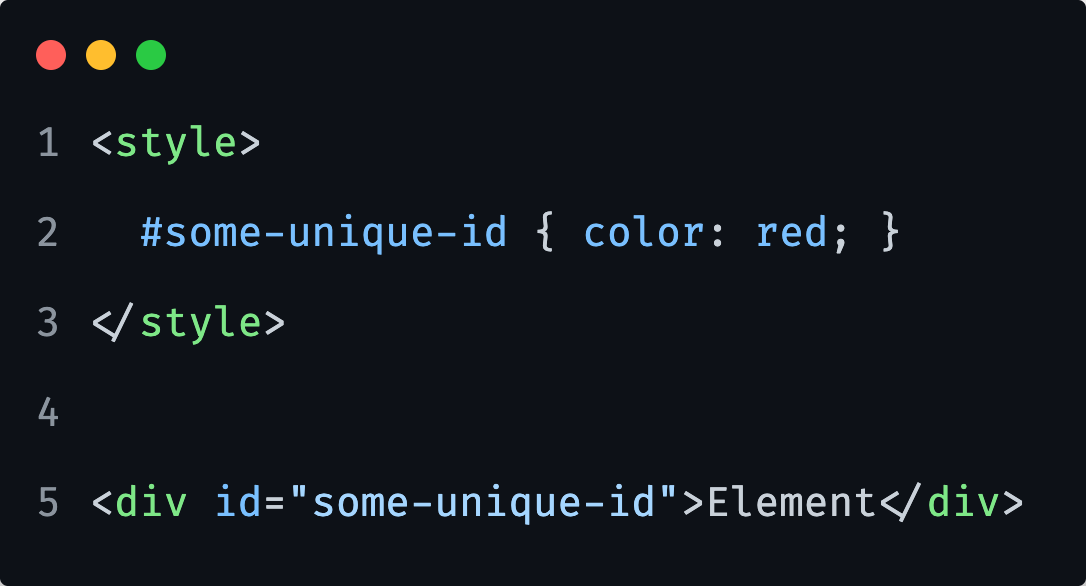 1 <style>
2   #some-unique-id { color: red; }
3 </style>
4
5 <div id="some-unique-id">Element</div>